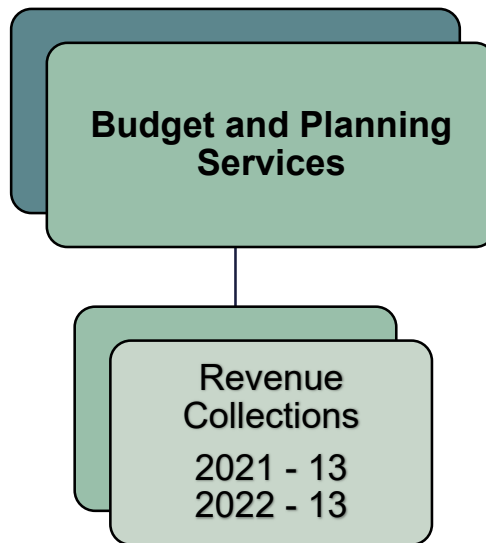 Budget and Planning
Services
Revenue
Collections
2021 - 13
2022 - 13